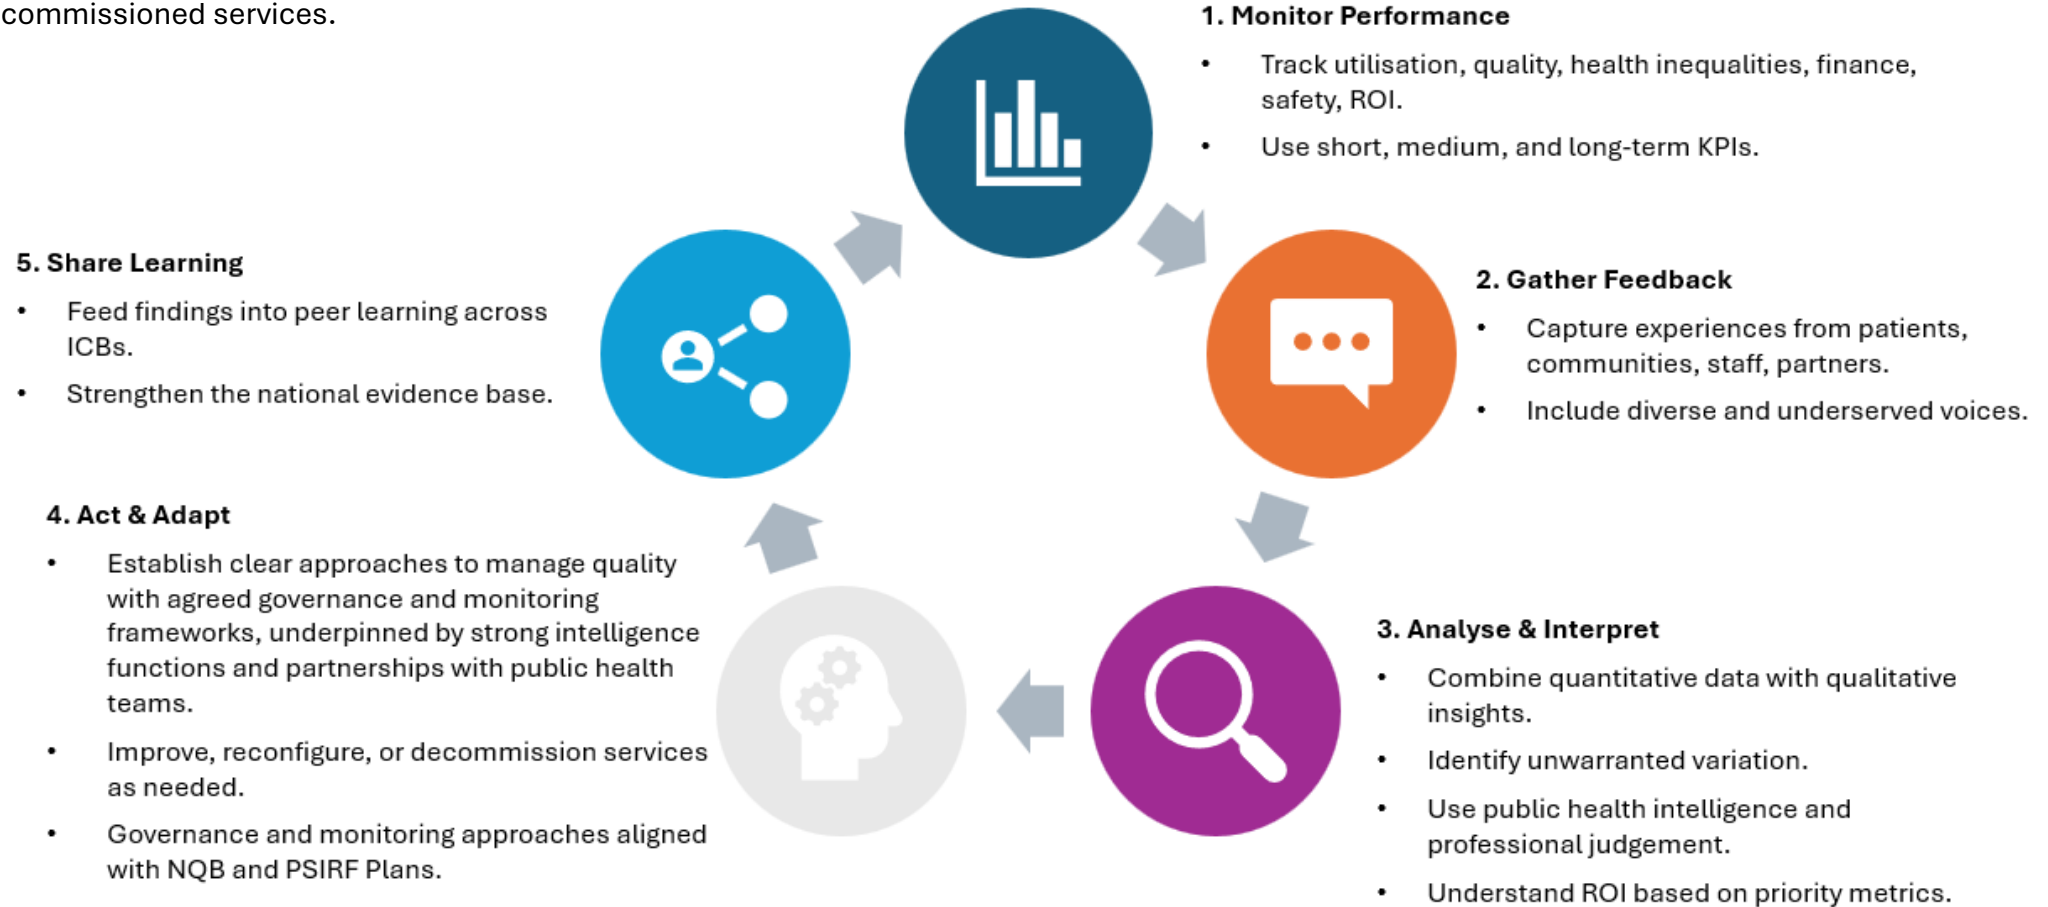 commissioned services.
1. Monitor Performance
• Track utilisation, quality, health inequalities, finance,
safety, ROI.
• Use short, medium, and long-term KPIs.
2. Gather Feedback
• Capture experiences from patients,
communities, staff, partners.
• Include diverse and underserved voices.
3. Analyse & Interpret
• Combine quantitative data with qualitative
insights.
• Identify unwarranted variation.
• Use public health intelligence and
professional judgement.
• Understand ROI based on priority metrics.
4. Act & Adapt
• Establish clear approaches to manage quality
with agreed governance and monitoring
frameworks, underpinned by strong intelligence
functions and partnerships with public health
teams.
• Improve, reconfigure, or decommission services
as needed.
• Governance and monitoring approaches aligned
with NQB and PSIRF Plans.
5. Share Learning
• Feed findings into peer learning across
ICBs.
• Strengthen the national evidence base.